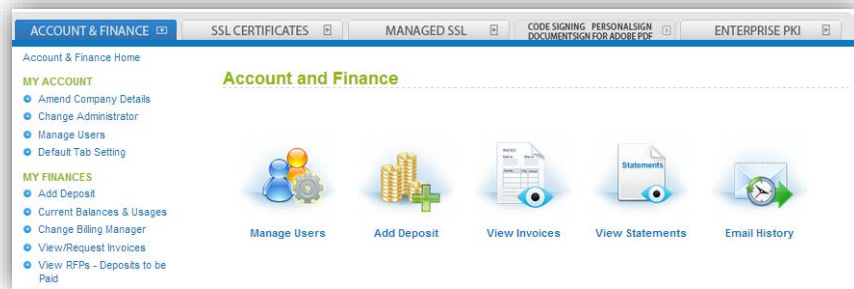 ACCOUNT & FINANCE
SSL CERTIFICATES
MANAGED SSL
CODE SIGNING PERSONALSIGN
DOCUMENTSIGN FOR ADOBE PDF
ENTERPRISE PKI
Account & Finance Home
MY ACCOUNT
Amend Company Details
Change Administrator
Manage Users
Default Tab Setting
MY FINANCES
Add Deposit
Current Balances & Usages
Change Billing Manager
View/Request Invoices
View RFPs - Deposits to be
Paid
Account and Finance
INVOICE
Statements
Manage Users
Add Deposit
View Invoices
View Statements
Email History